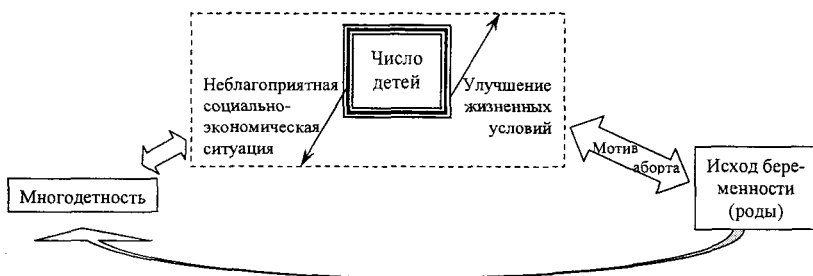 Число
детей
Неблагоприятная
социально-
экономическая
ситуация
Улучшение
жизненных
условий
Мотив
аборта
Многодетность
Исход бере-
менности
(роды)